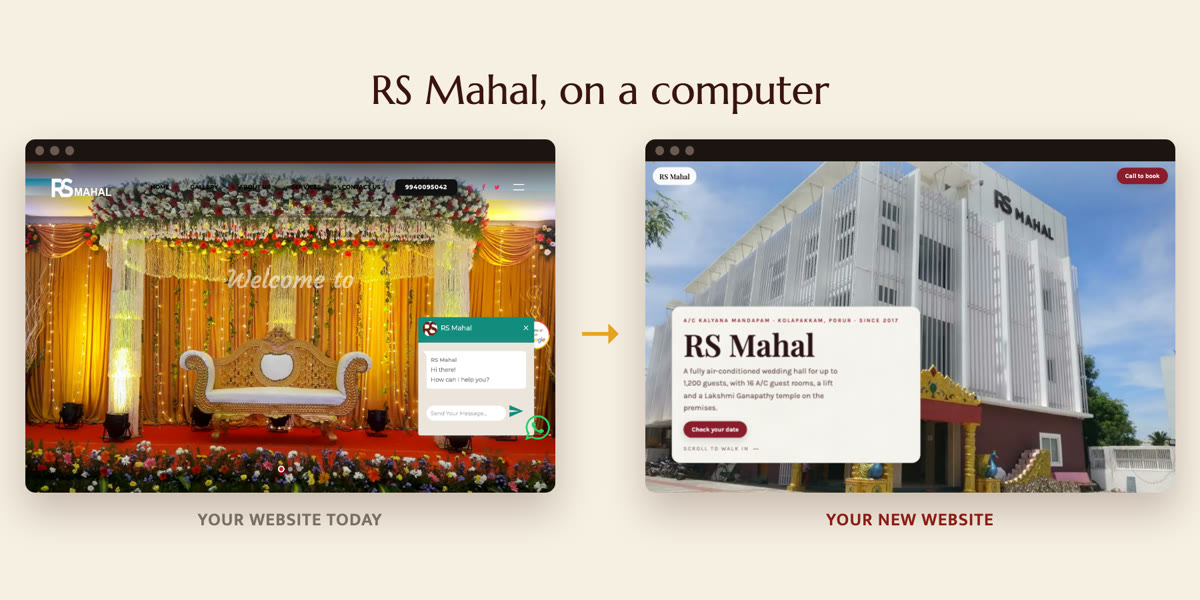 RS Mahal, on a computer
RS MAHAL
HOME GALLERY ABOUT US SERVICES CONTACT US 9940095042
Welcome to
RS Mahal
RS Mahal
Hi there!
How can I help you?
Send Your Message...
YOUR WEBSITE TODAY
RS Mahal
Call to book
RS MAHAL
A/C KALYANA MANDAPAM · KOLAPAKKAM, PORUR · SINCE 2017
RS Mahal
A fully air-conditioned wedding hall for up to
1,200 guests, with 16 A/C guest rooms, a lift
and a Lakshmi Ganapathy temple on the
premises.
Check your date
SCROLL TO WALK IN
YOUR NEW WEBSITE